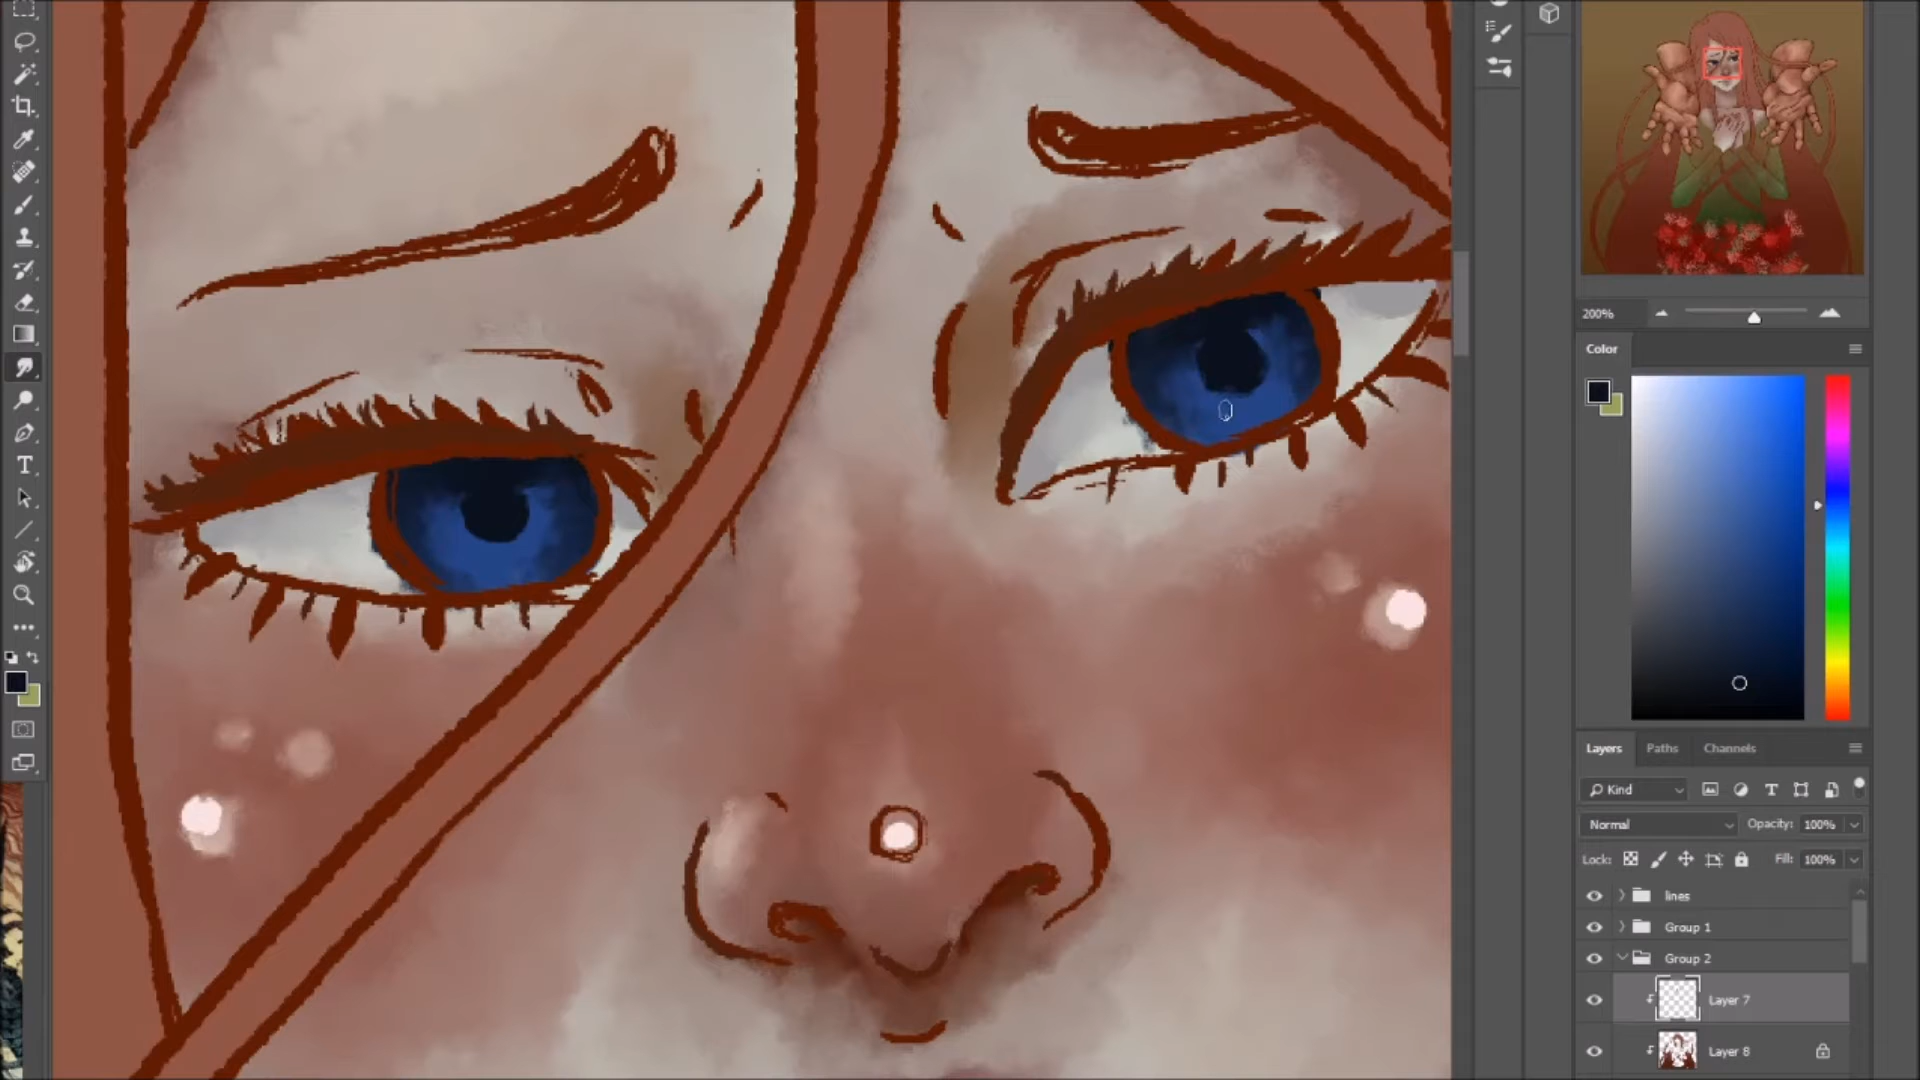 200%
Color
Layers Paths Channels
Kind
Normal Opacity: 100%
Lock: Fill: 100%
lines
Group 1
Group 2
Layer 7
Layer 8